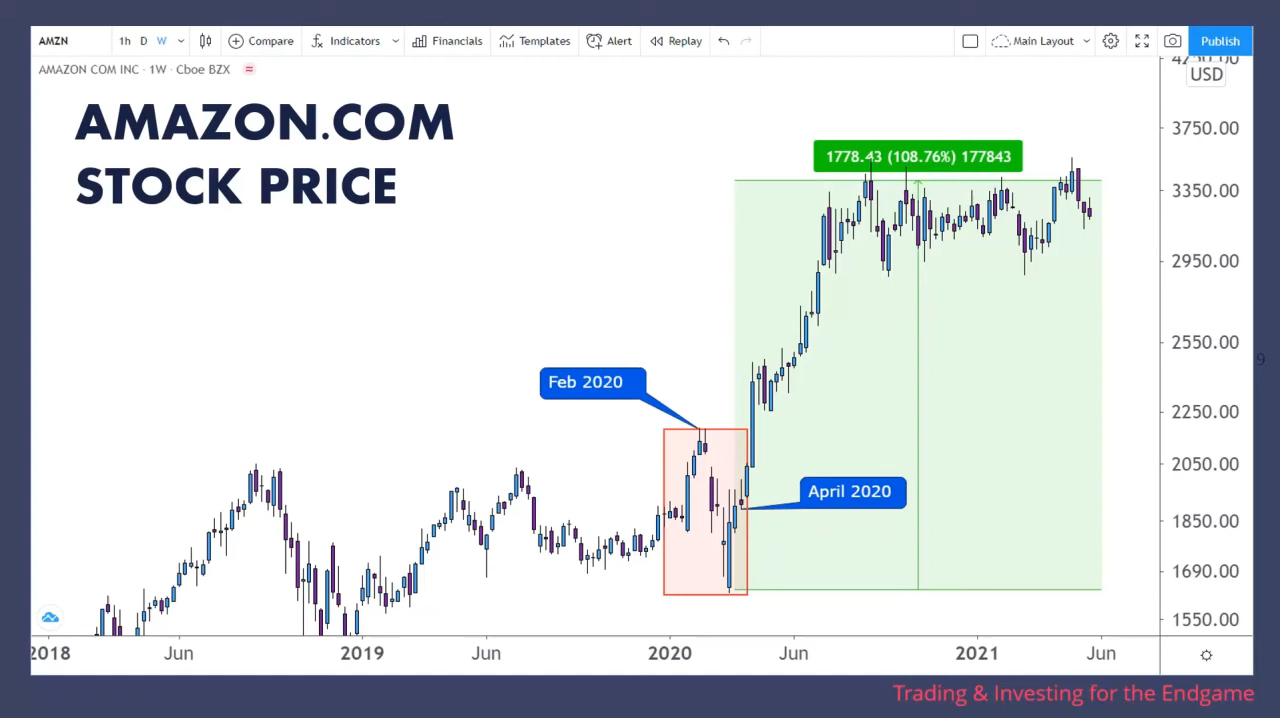 AMZN 1h D W Compare Indicators Financials Templates Alert Replay Main Layout Publish
AMAZON COM INC · 1W · Cboe BZX
USD
AMAZON.COM
STOCK PRICE
1778.43 (108.76%) 177843
Feb 2020
April 2020
3750.00
3350.00
2950.00
2550.00
2250.00
2050.00
1850.00
1690.00
1550.00
2018 Jun 2019 Jun 2020 Jun 2021 Jun
9
Trading & Investing for the Endgame